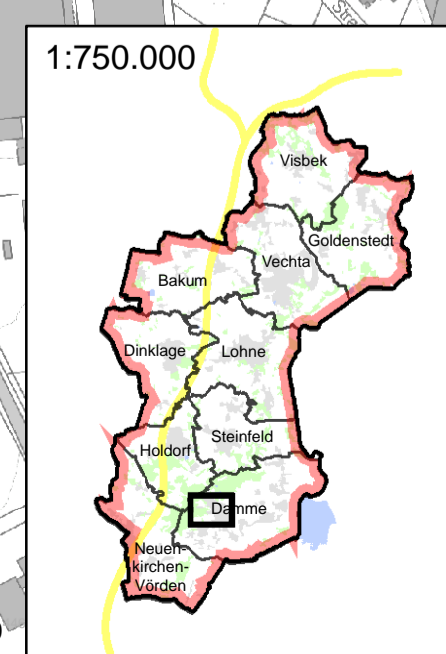 1:750.000
Visbek
Goldenstedt
Vechta
Bakum
Dinklage
Lohne
Steinfeld
Holdorf
Damme
Neuen-
kirchen-
Vörden